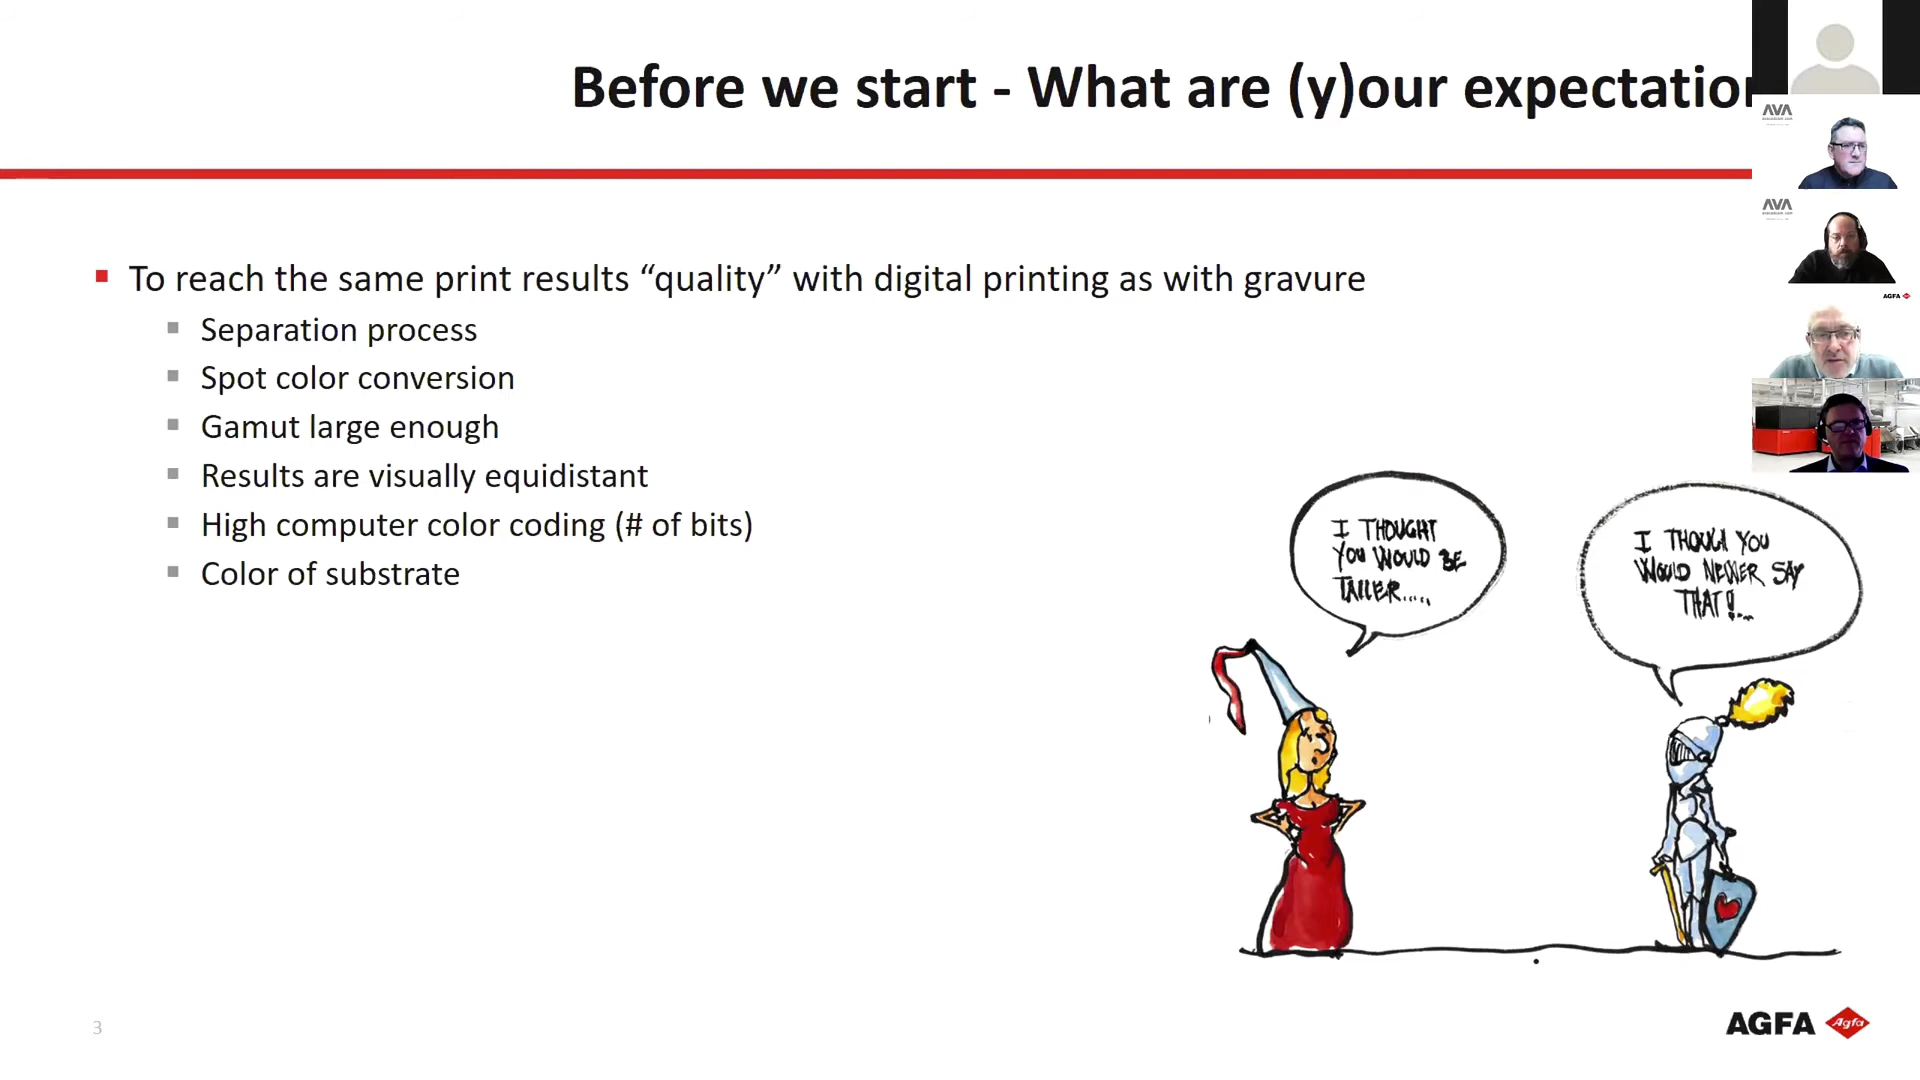 Before we start - What are (y)our expectation
AVA
AVA
AGFA
To reach the same print results “quality” with digital printing as with gravure
Separation process
Spot color conversion
Gamut large enough
Results are visually equidistant
High computer color coding (# of bits)
Color of substrate
I THOUGHT
YOU WOULD BE
TALLER.....
I THOUGH YOU
WOULD NEWER SAY
THAT!...
3
AGFA
Agfa